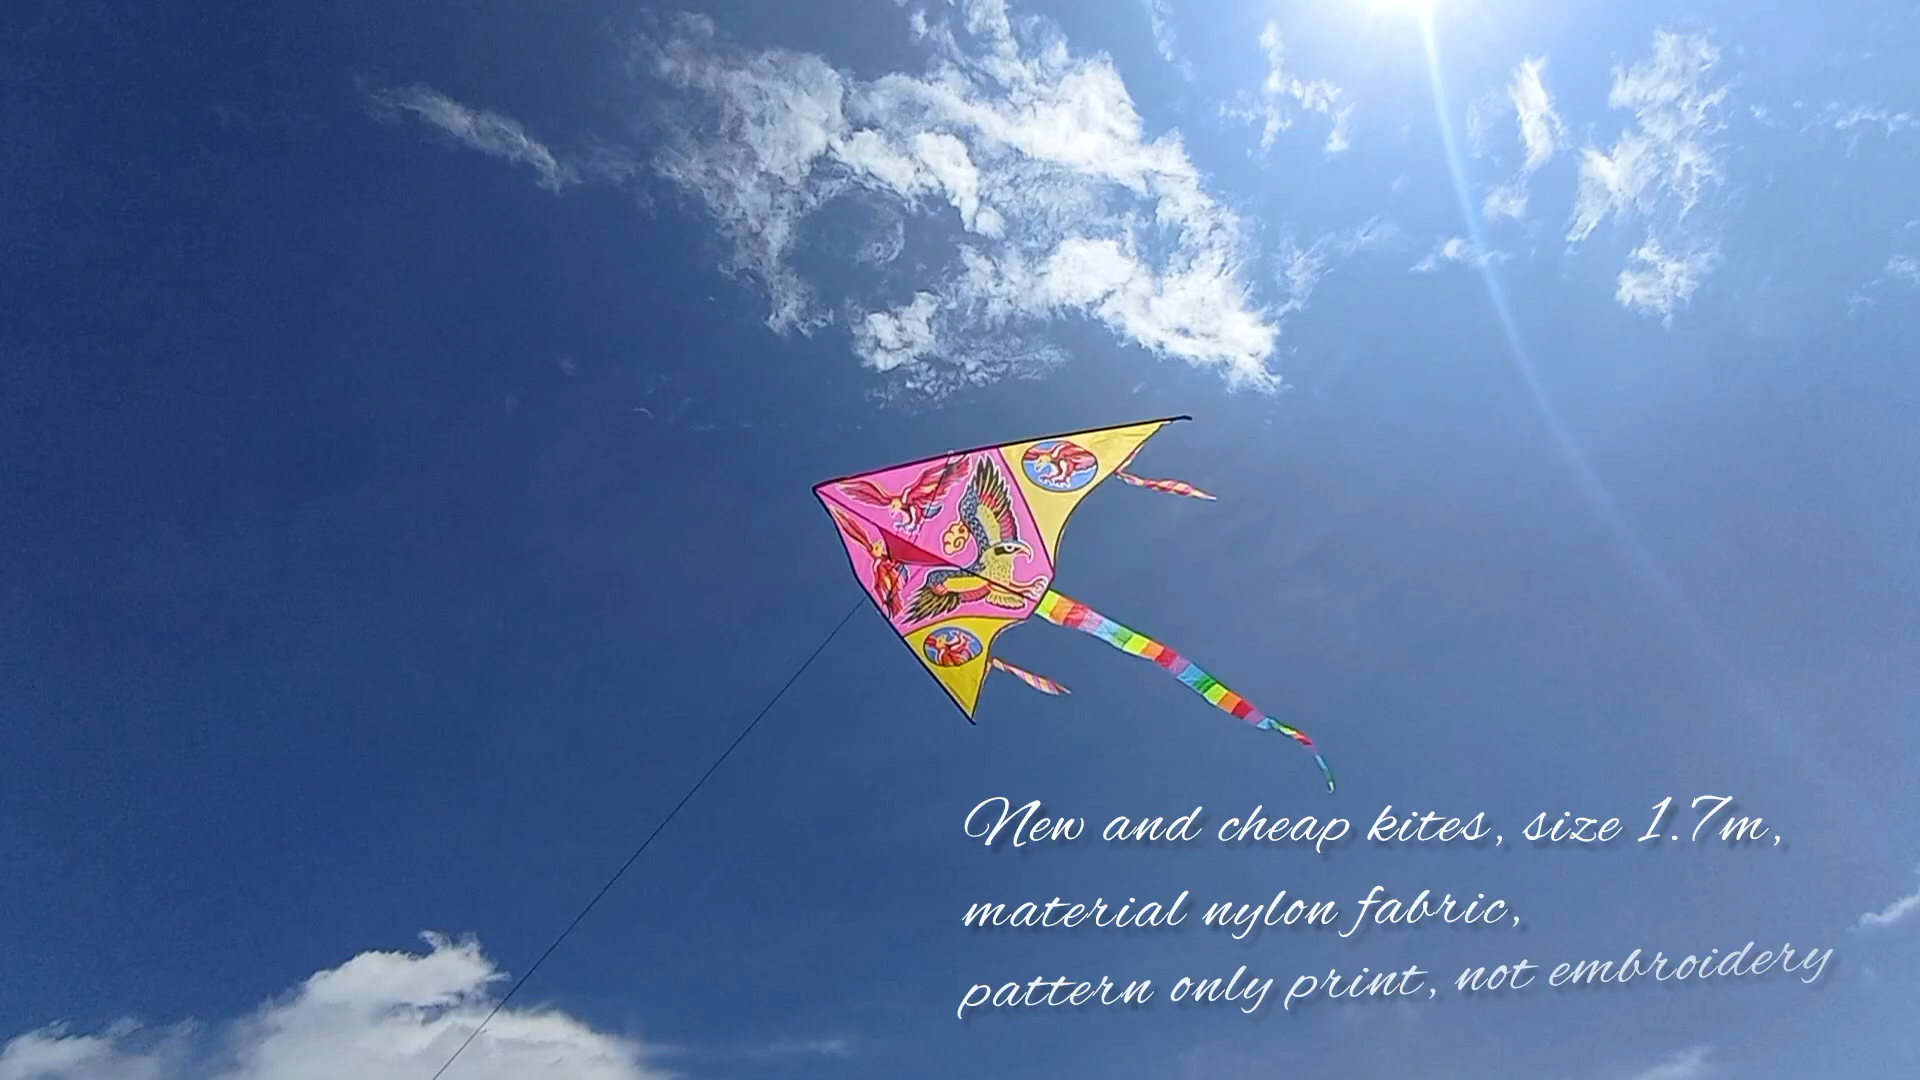 New and cheap kites, size 1.7m,
material nylon fabric,
pattern only print, not embroidery